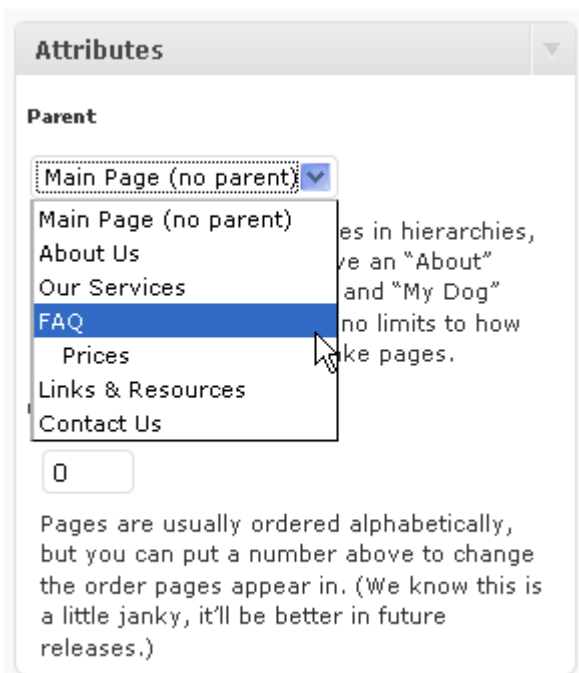 Attributes
Parent
Main Page (no parent)
Main Page (no parent)
About Us
Our Services
FAQ
Prices
Links & Resources
Contact Us
es in hierarchies,
ve an “About”
and “My Dog”
no limits to how
ke pages.
0
Pages are usually ordered alphabetically,
but you can put a number above to change
the order pages appear in. (We know this is
a little janky, it’ll be better in future
releases.)